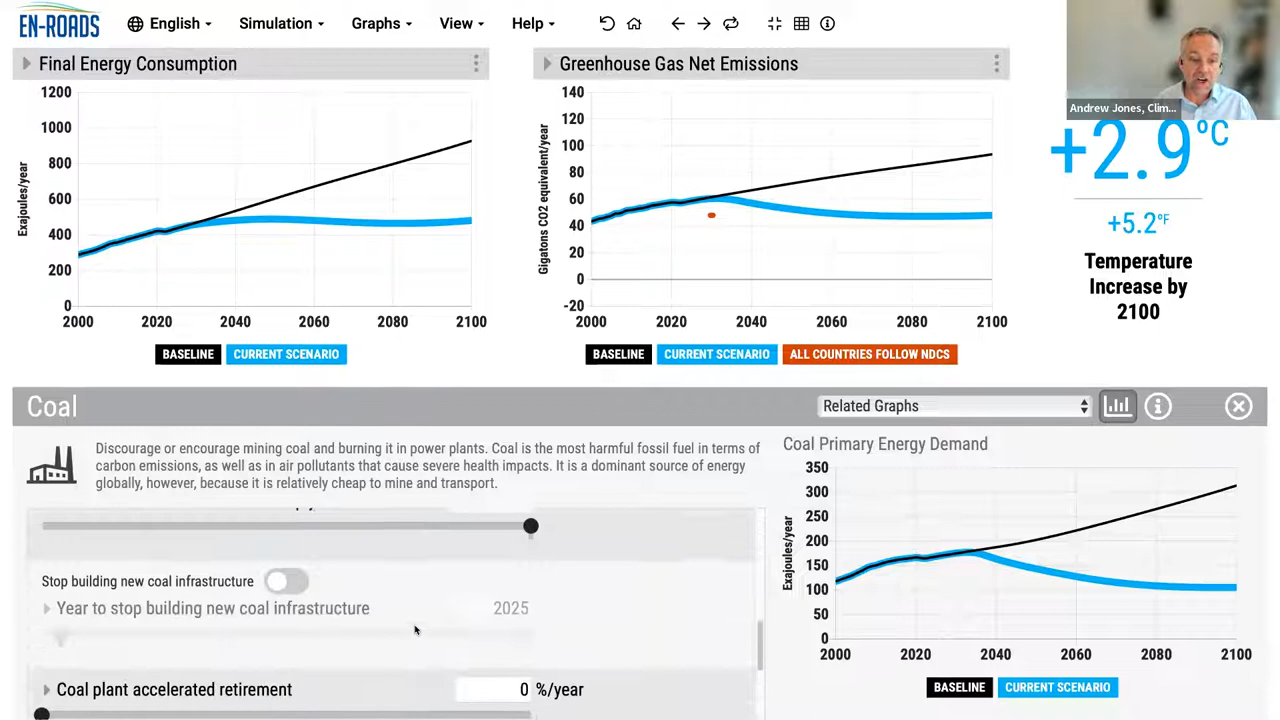 EN-ROADS
English
Simulation
Graphs
View
Help
Andrew Jones, Clim...
Final Energy Consumption
1200
1000
800
600
400
200
0
Exajoules/year
2000 2020 2040 2060 2080 2100
BASELINE CURRENT SCENARIO
Greenhouse Gas Net Emissions
140
120
100
80
60
40
20
0
-20
Gigatons CO2 equivalent/year
2000 2020 2040 2060 2080 2100
BASELINE CURRENT SCENARIO ALL COUNTRIES FOLLOW NDCS
+2.9 ºC
+5.2 ºF
Temperature
Increase by
2100
Coal
Related Graphs
Discourage or encourage mining coal and burning it in power plants. Coal is the most harmful fossil fuel in terms of
carbon emissions, as well as in air pollutants that cause severe health impacts. It is a dominant source of energy
globally, however, because it is relatively cheap to mine and transport.
Stop building new coal infrastructure
Year to stop building new coal infrastructure 2025
Coal plant accelerated retirement 0 %/year
Coal Primary Energy Demand
350
300
250
200
150
100
50
0
Exajoules/year
2000 2020 2040 2060 2080 2100
BASELINE CURRENT SCENARIO